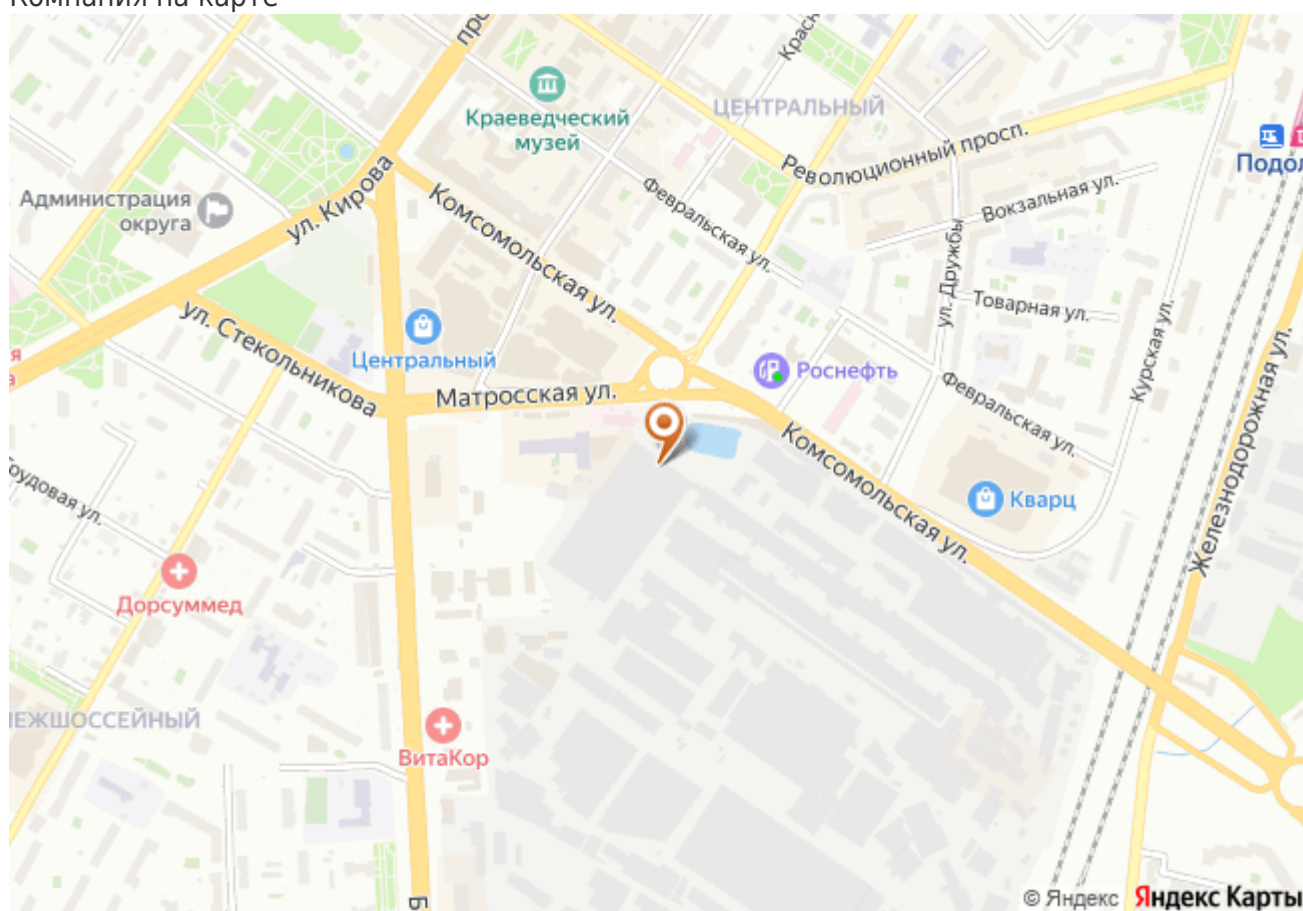 Компания на карте
Краеведческий
музей
ЦЕНТРАЛЬНЫЙ
Революционный просп.
Администрация
округа
ул. Кирова
Комсомольская ул.
Февральская ул.
Вокзальная ул.
ул. Дружбы
Товарная ул.
Курская ул.
ул. Стекольникова
Центральный
Матросская ул.
Роснефть
Февральская ул.
Железнодорожная ул.
Комсомольская ул.
Кварц
Дорсуммед
ВитаКор
© Яндекс Яндекс Карты